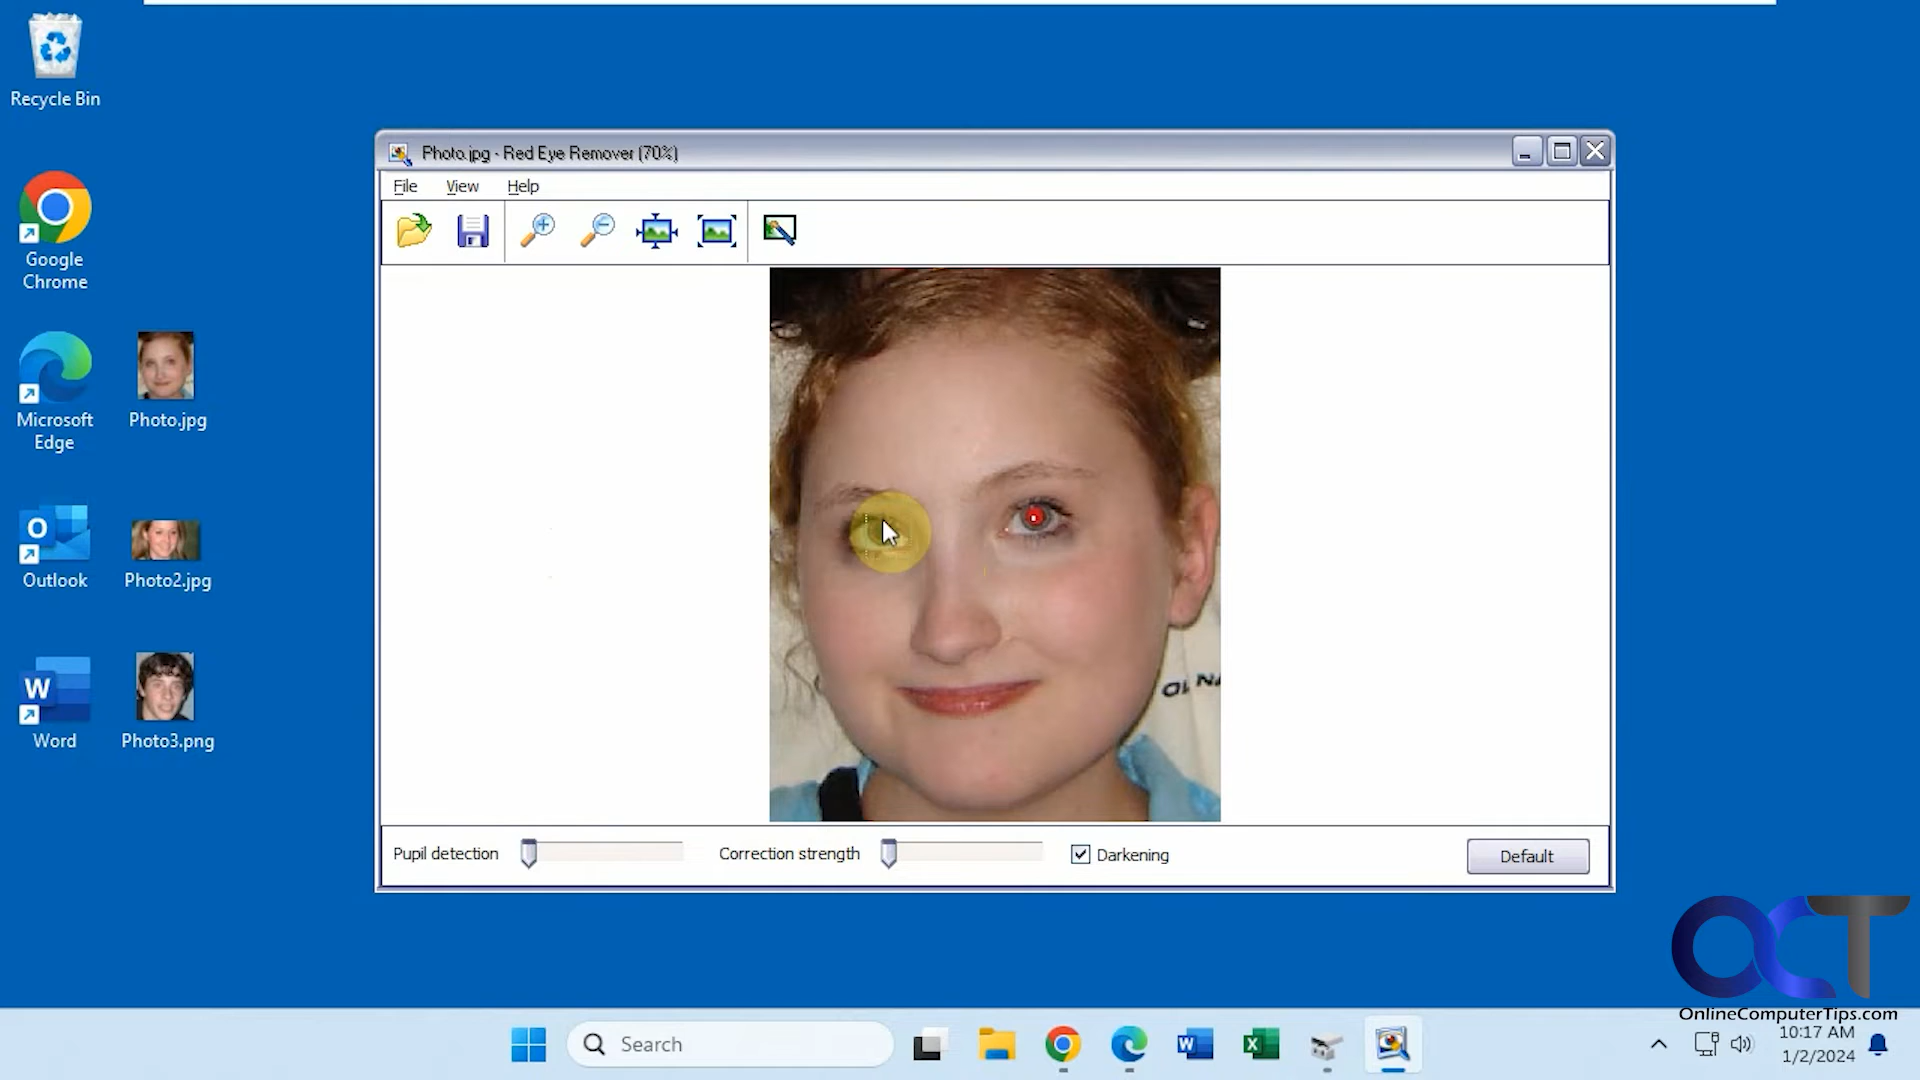 Recycle Bin
Google
Chrome
Microsoft
Edge
Photo.jpg
Outlook
Photo2.jpg
Word
Photo3.png
Photo.jpg - Red Eye Remover (70%)
File View Help
Pupil detection
Correction strength
Darkening
Default
OCT
OnlineComputerTips.com
Search
10:17 AM
1/2/2024